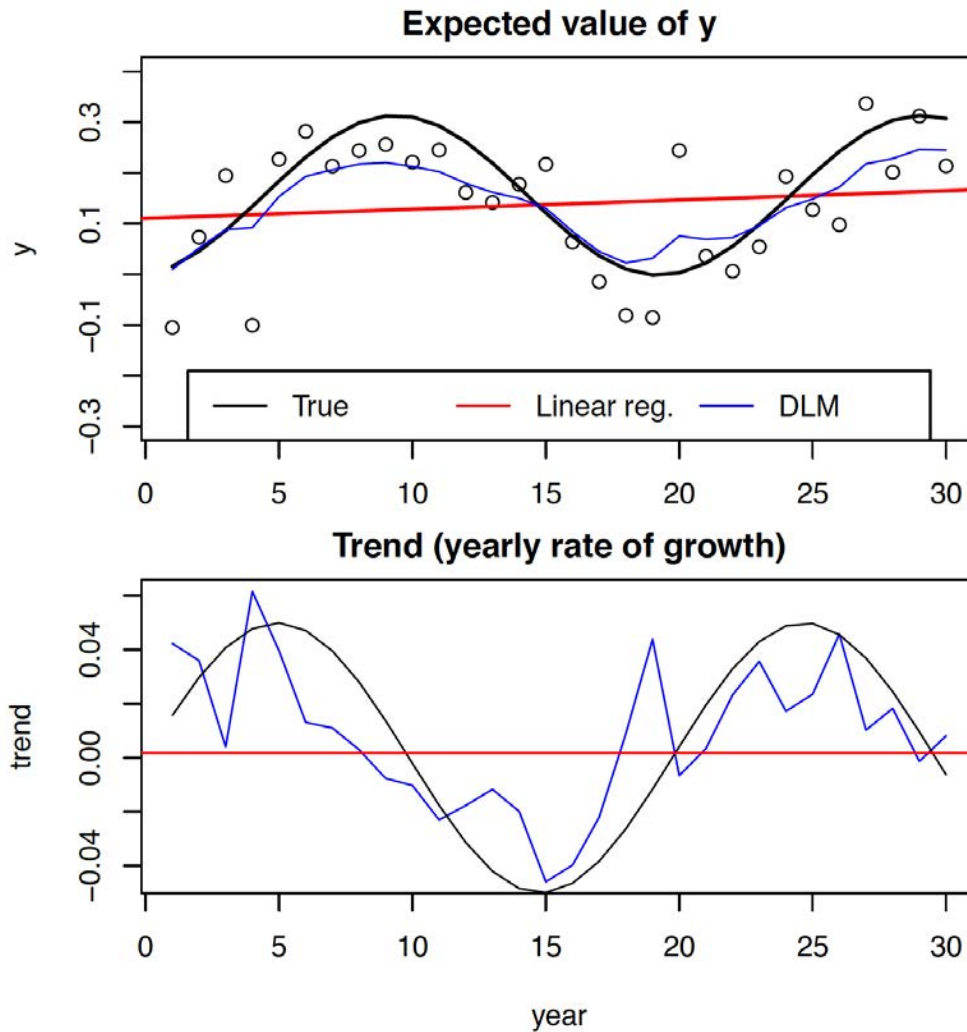 Expected value of y
y
0.3
0.1
−0.1
−0.3
True Linear reg. DLM
0 5 10 15 20 25 30
Trend (yearly rate of growth)
trend
0.04
0.00
−0.04
0 5 10 15 20 25 30
year